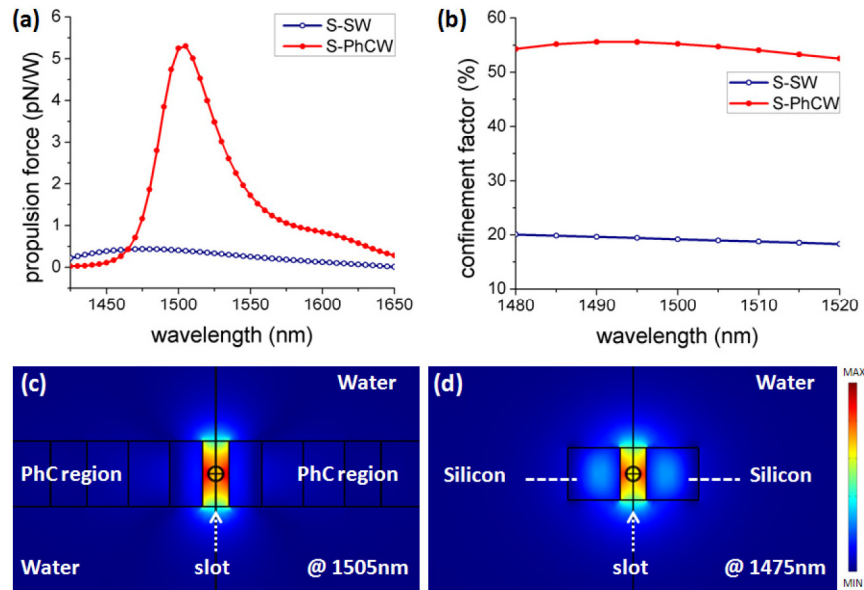 (a)
S-SW
S-PhCW
propulsion force (pN/W)
6
5
4
3
2
1
0
1450 1500 1550 1600 1650
wavelength (nm)
(b)
S-SW
S-PhCW
confinement factor (%)
60
50
40
30
20
10
1480 1490 1500 1510 1520
wavelength (nm)
(c)
Water
PhC region
PhC region
Water
slot
@ 1505nm
(d)
Water
Silicon
Silicon
slot
@ 1475nm
MAX
MIN